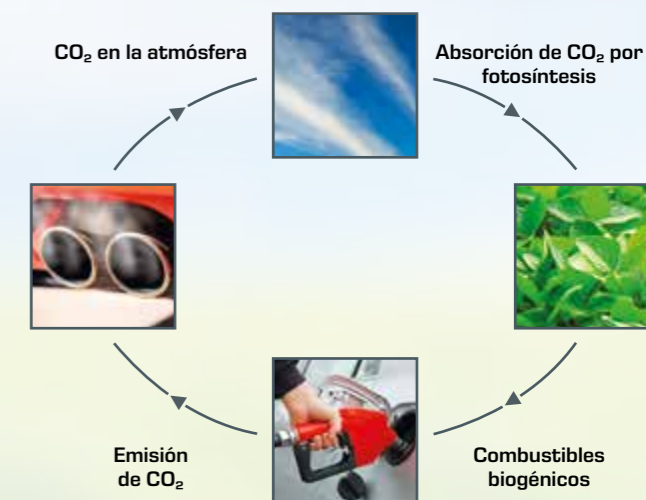 CO₂ en la atmósfera
Absorción de CO₂ por
fotosíntesis
Emisión
de CO₂
Combustibles
biogénicos